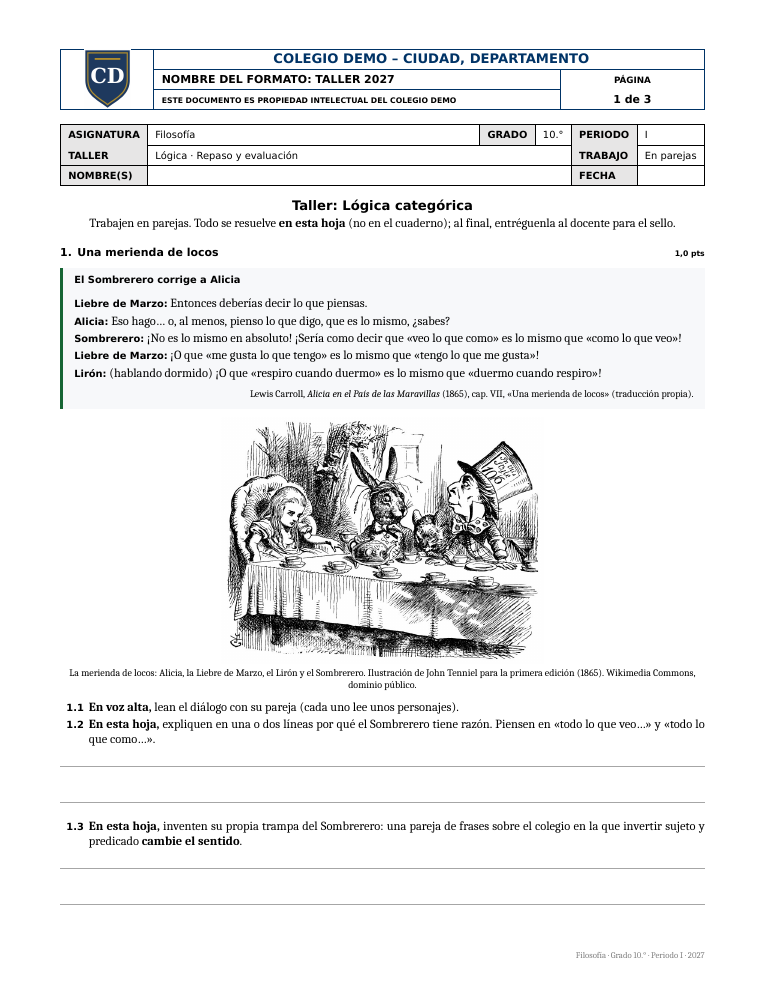 CD
COLEGIO DEMO – CIUDAD, DEPARTAMENTO
NOMBRE DEL FORMATO: TALLER 2027
PÁGINA
ESTE DOCUMENTO ES PROPIEDAD INTELECTUAL DEL COLEGIO DEMO
1 de 3
ASIGNATURA Filosofía GRADO 10.° PERIODO I
TALLER Lógica · Repaso y evaluación TRABAJO En parejas
NOMBRE(S) FECHA
Taller: Lógica categórica
Trabajen en parejas. Todo se resuelve en esta hoja (no en el cuaderno); al final, entréguenla al docente para el sello.
1. Una merienda de locos 1,0 pts
El Sombrerero corrige a Alicia
Liebre de Marzo: Entonces deberías decir lo que piensas.
Alicia: Eso hago… o, al menos, pienso lo que digo, que es lo mismo, ¿sabes?
Sombrerero: ¡No es lo mismo en absoluto! ¡Sería como decir que «veo lo que como» es lo mismo que «como lo que veo»!
Liebre de Marzo: ¡O que «me gusta lo que tengo» es lo mismo que «tengo lo que me gusta»!
Lirón: (hablando dormido) ¡O que «respiro cuando duermo» es lo mismo que «duermo cuando respiro»!
Lewis Carroll, Alicia en el País de las Maravillas (1865), cap. VII, «Una merienda de locos» (traducción propia).
La merienda de locos: Alicia, la Liebre de Marzo, el Lirón y el Sombrerero. Ilustración de John Tenniel para la primera edición (1865). Wikimedia Commons,
dominio público.
1.1 En voz alta, lean el diálogo con su pareja (cada uno lee unos personajes).
1.2 En esta hoja, expliquen en una o dos líneas por qué el Sombrerero tiene razón. Piensen en «todo lo que veo…» y «todo lo
que como…».
1.3 En esta hoja, inventen su propia trampa del Sombrerero: una pareja de frases sobre el colegio en la que invertir sujeto y
predicado cambie el sentido.
Filosofía · Grado 10.° · Periodo I · 2027